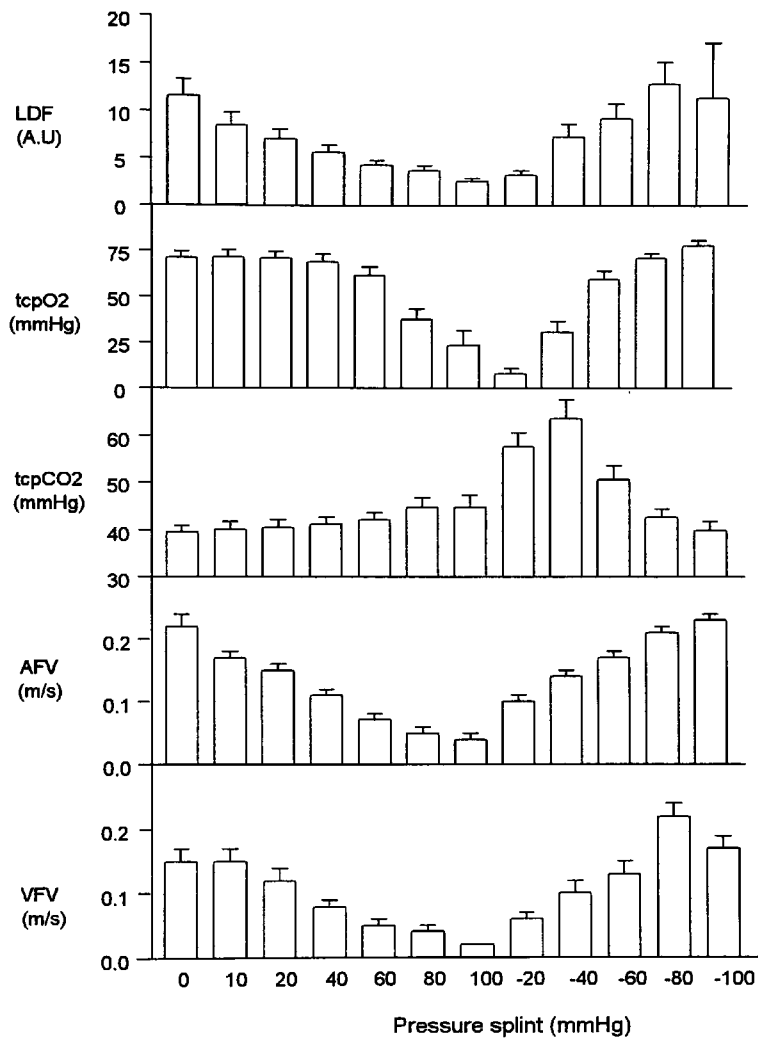 20
15
LDF
(A.U)
10
5
0
75
tcpO2
(mmHg)
50
25
0
60
tcpCO2
(mmHg)
50
40
30
0.2
AFV
(m/s)
0.1
0.0
0.2
VFV
(m/s)
0.1
0.0
0 10 20 40 60 80 100 -20 -40 -60 -80 -100
Pressure splint (mmHg)